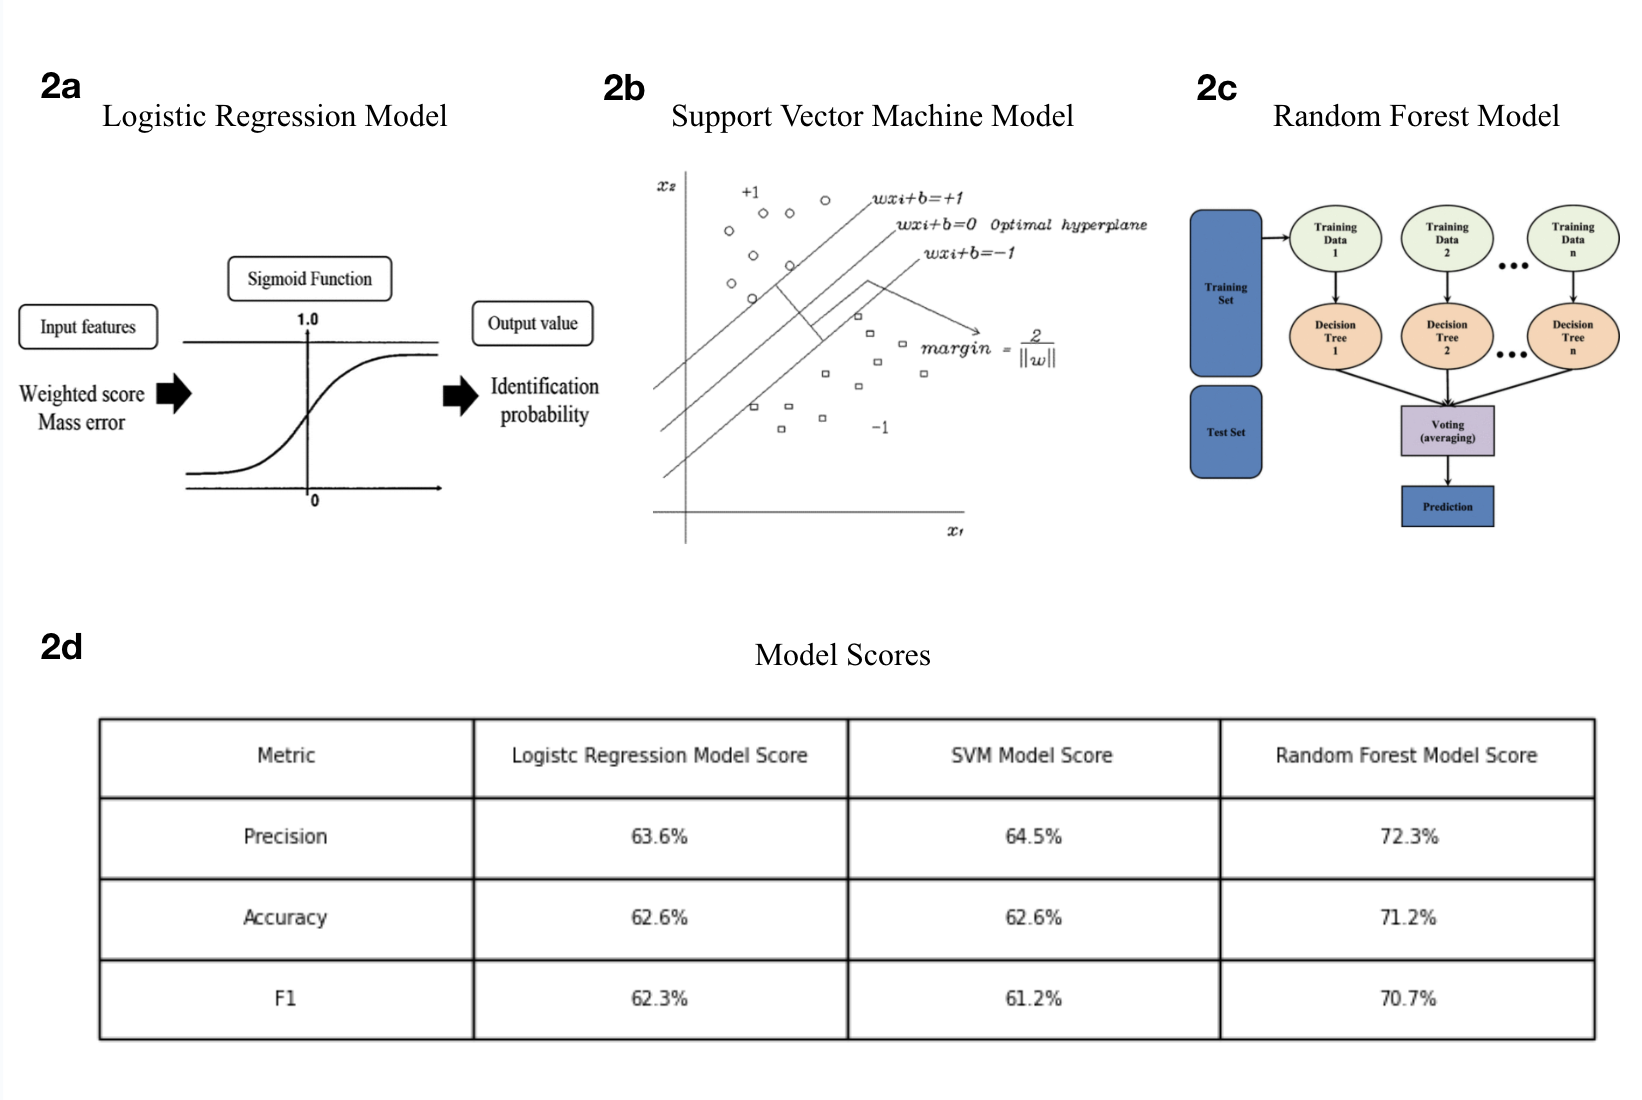 2a
Logistic Regression Model
2b
Support Vector Machine Model
2c
Random Forest Model
Input features
Weighted score
Mass error
Sigmoid Function
1.0
0
Output value
Identification
probability
x₂
+1
wxi+b=+1
wxi+b=0 Optimal hyperplane
wxi+b=−1
margin = 2/||w||
−1
x₁
Training
Set
Test Set
Training
Data
1
Training
Data
2
Training
Data
n
Decision
Tree
1
Decision
Tree
2
Decision
Tree
n
Voting
(averaging)
Prediction
2d
Model Scores
Metric Logistc Regression Model Score SVM Model Score Random Forest Model Score
Precision 63.6% 64.5% 72.3%
Accuracy 62.6% 62.6% 71.2%
F1 62.3% 61.2% 70.7%